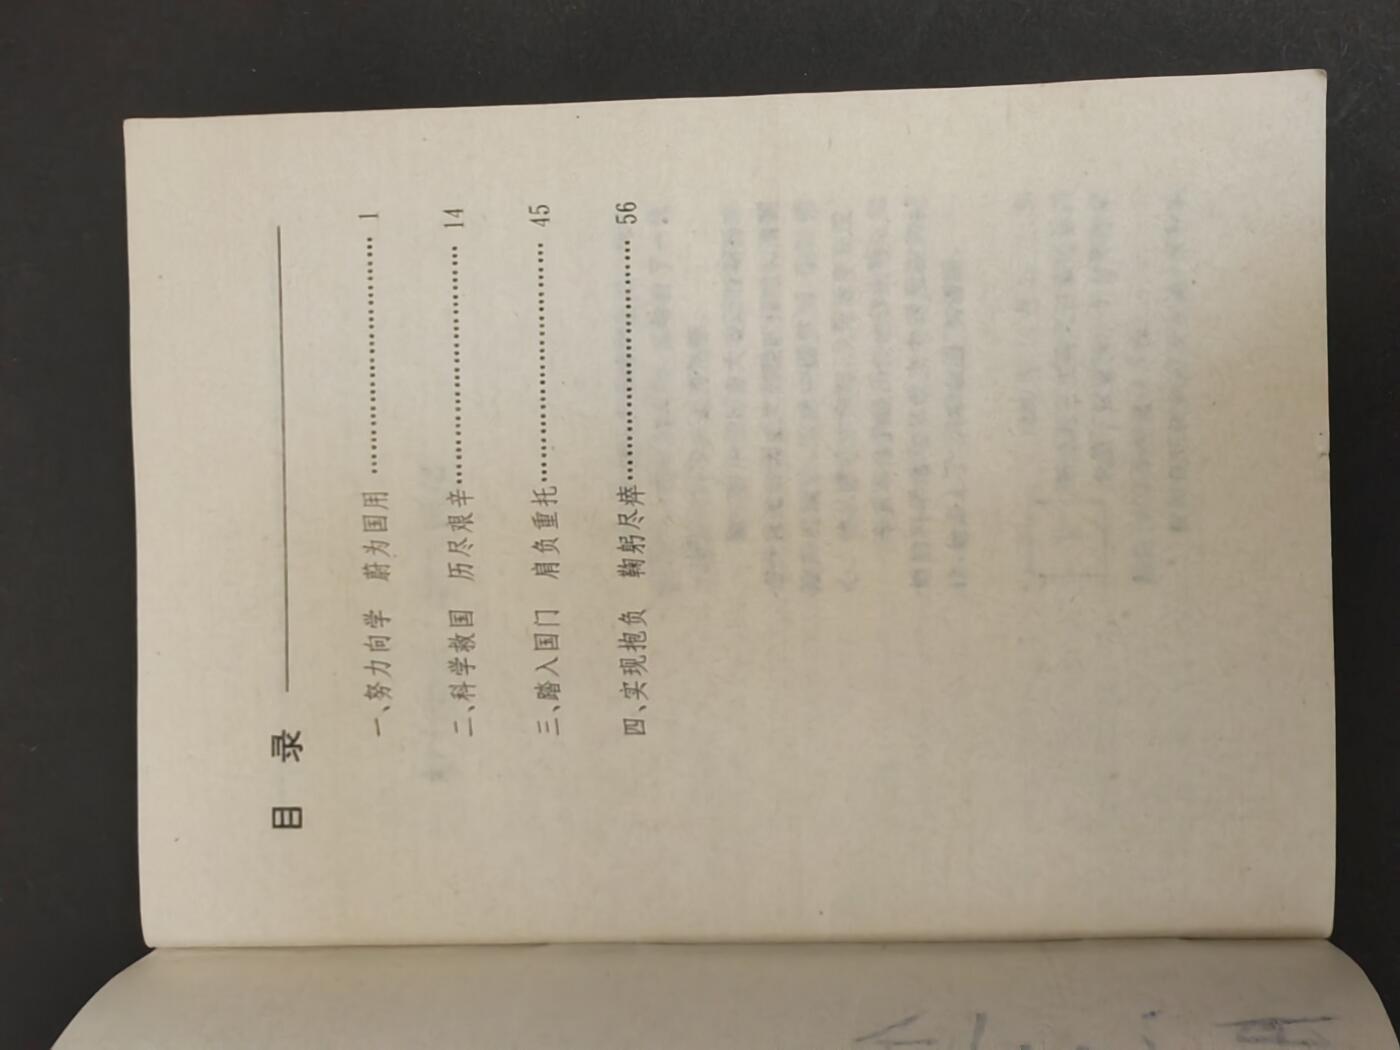 目 录
一、努力向学 蔚为国用 …………………………… 1
二、科学救国 历尽艰辛 …………………………… 14
三、踏入国门 肩负重托 …………………………… 45
四、实现抱负 鞠躬尽瘁 …………………………… 56